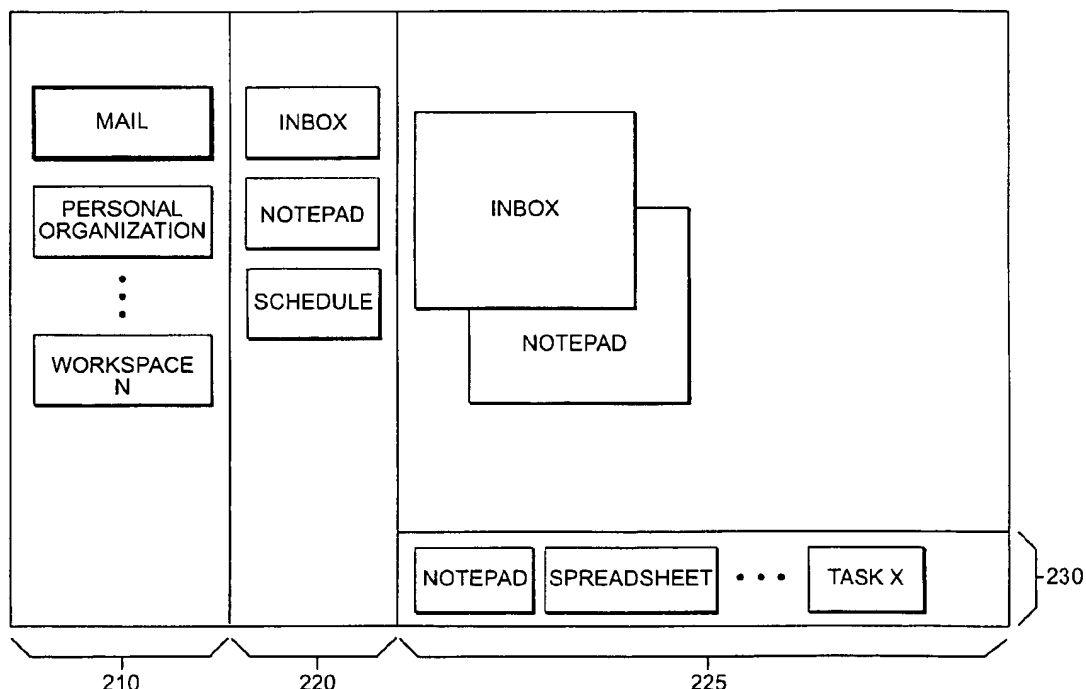 MAIL
PERSONAL
ORGANIZATION
WORKSPACE
N
INBOX
NOTEPAD
SCHEDULE
INBOX
NOTEPAD
NOTEPAD
SPREADSHEET
TASK X
230
210
220
225